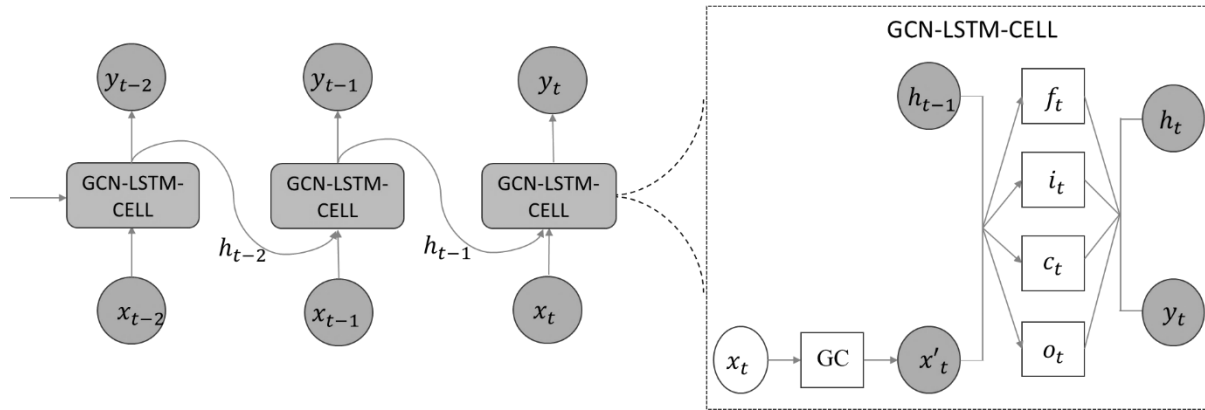 GCN-LSTM-CELL
y_{t-2}
y_{t-1}
y_t
h_{t-1}
f_t
h_t
i_t
GCN-LSTM-
CELL
GCN-LSTM-
CELL
GCN-LSTM-
CELL
h_{t-2}
h_{t-1}
c_t
x_{t-2}
x_{t-1}
x_t
y_t
x_t
GC
x'_t
o_t